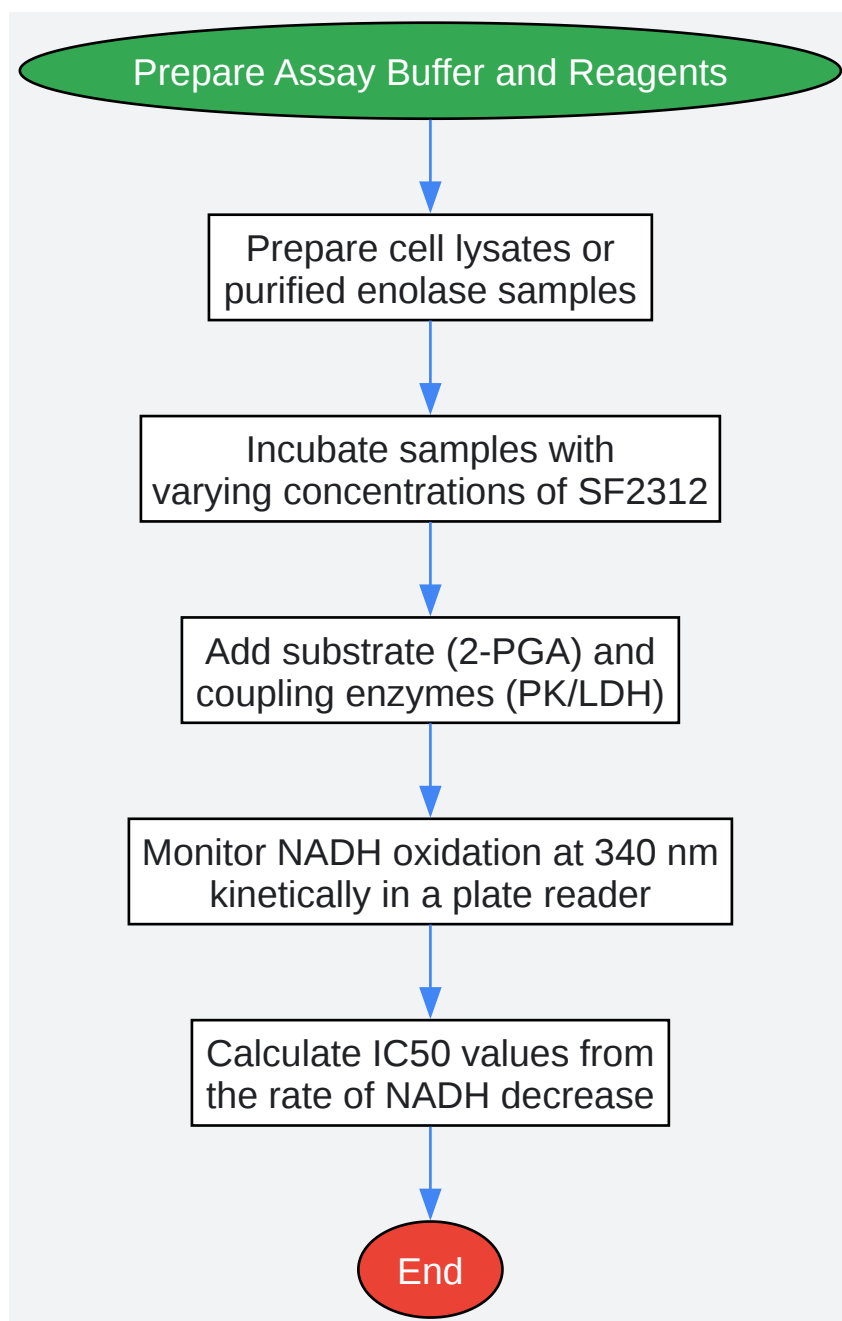 Prepare Assay Buffer and Reagents
Prepare cell lysates or
purified enolase samples
Incubate samples with
varying concentrations of SF2312
Add substrate (2-PGA) and
coupling enzymes (PK/LDH)
Monitor NADH oxidation at 340 nm
kinetically in a plate reader
Calculate IC50 values from
the rate of NADH decrease
End